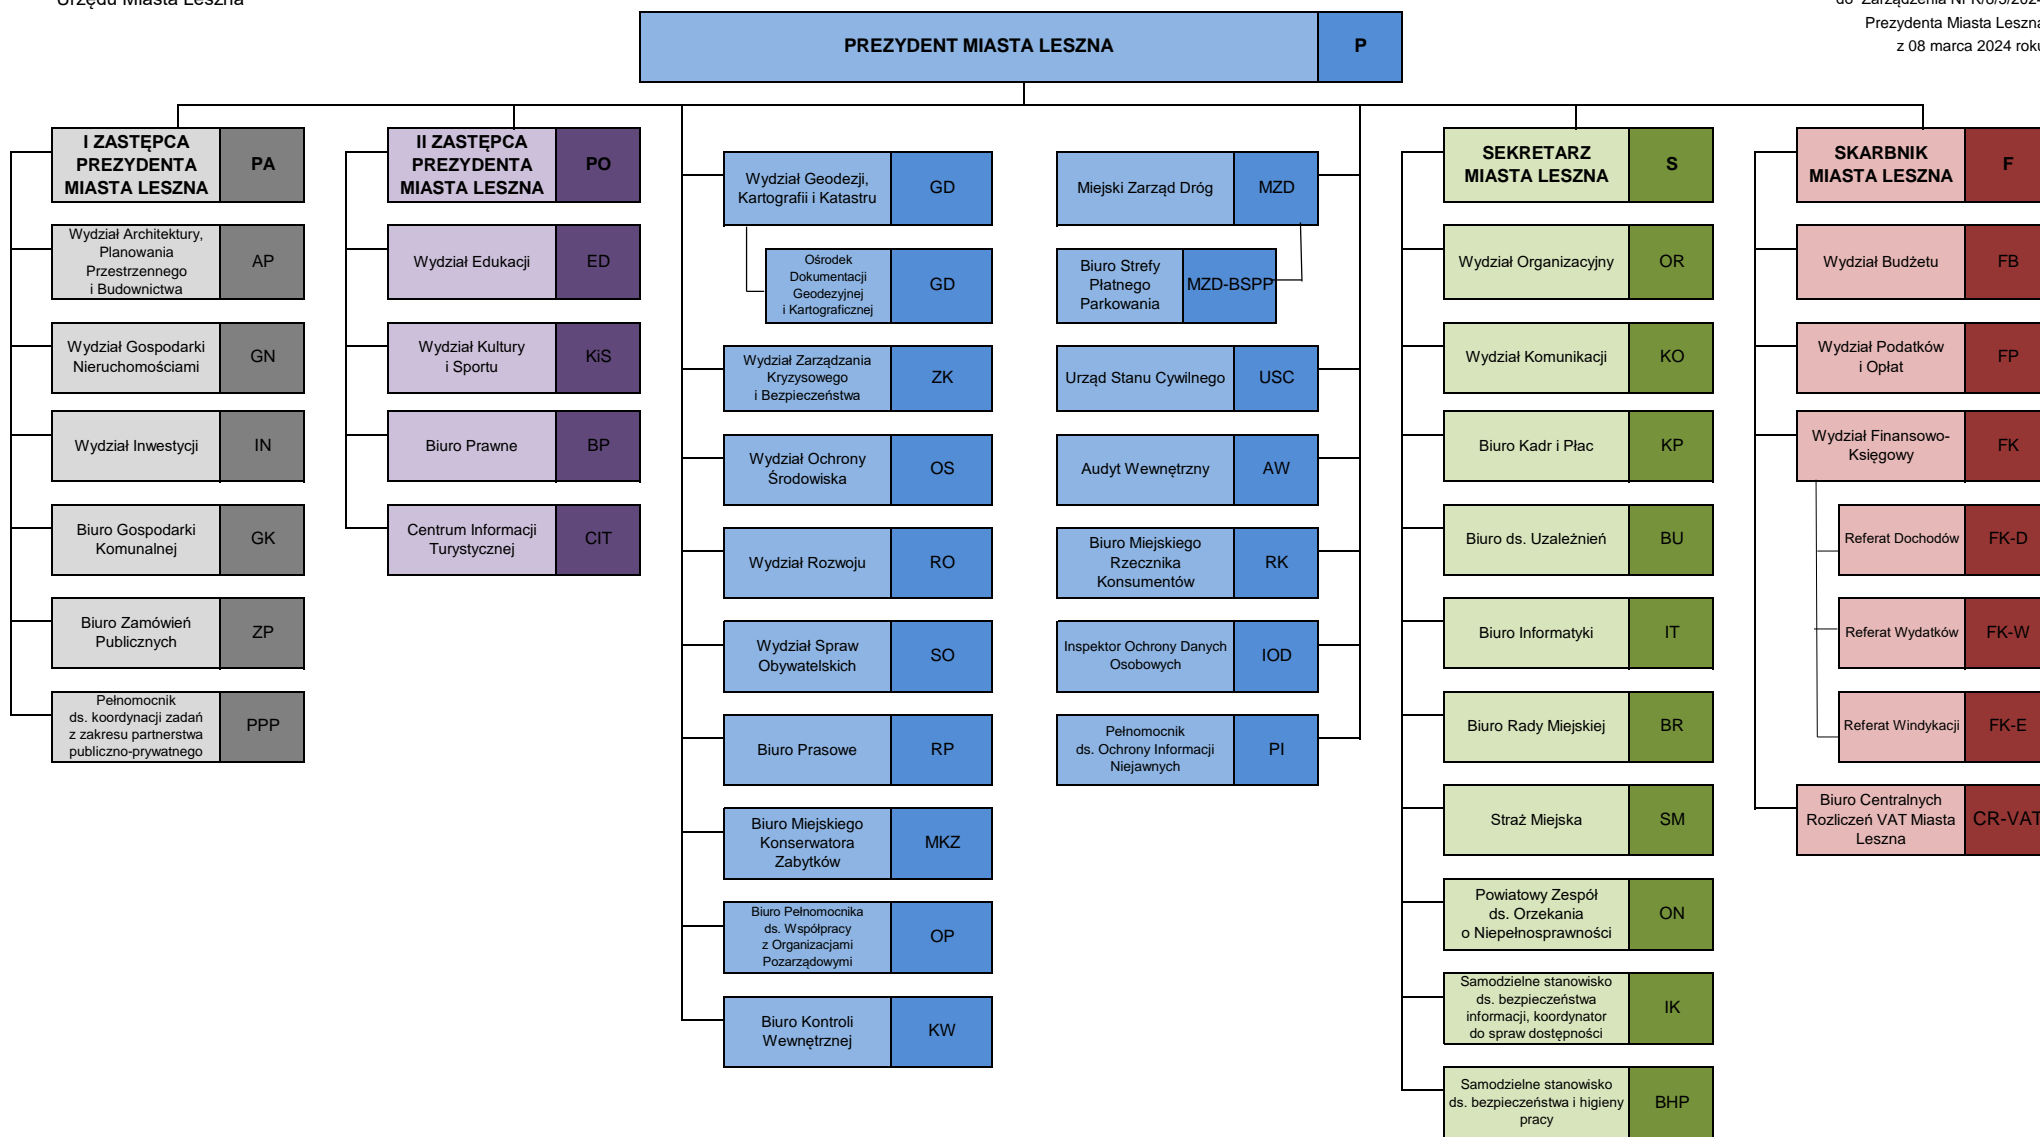 Urzędu Miasta Leszna
Prezydenta Miasta Leszna
z 08 marca 2024 roku
PREZYDENT MIASTA LESZNA
P
I ZASTĘPCA
PREZYDENTA
MIASTA LESZNA
PA
Wydział Architektury,
Planowania
Przestrzennego
i Budownictwa
AP
Wydział Gospodarki
Nieruchomościami
GN
Wydział Inwestycji
IN
Biuro Gospodarki
Komunalnej
GK
Biuro Zamówień
Publicznych
ZP
Pełnomocnik
ds. koordynacji zadań
z zakresu partnerstwa
publiczno-prywatnego
PPP
II ZASTĘPCA
PREZYDENTA
MIASTA LESZNA
PO
Wydział Edukacji
ED
Wydział Kultury
i Sportu
KiS
Biuro Prawne
BP
Centrum Informacji
Turystycznej
CIT
Wydział Geodezji,
Kartografii i Katastru
GD
Ośrodek
Dokumentacji
Geodezyjnej
i Kartograficznej
GD
Wydział Zarządzania
Kryzysowego
i Bezpieczeństwa
ZK
Wydział Ochrony
Środowiska
OS
Wydział Rozwoju
RO
Wydział Spraw
Obywatelskich
SO
Biuro Prasowe
RP
Biuro Miejskiego
Konserwatora
Zabytków
MKZ
Biuro Pełnomocnika
ds. Współpracy
z Organizacjami
Pozarządowymi
OP
Biuro Kontroli
Wewnętrznej
KW
Miejski Zarząd Dróg
MZD
Biuro Strefy
Płatnego
Parkowania
MZD-BSPP
Urząd Stanu Cywilnego
USC
Audyt Wewnętrzny
AW
Biuro Miejskiego
Rzecznika
Konsumentów
RK
Inspektor Ochrony Danych
Osobowych
IOD
Pełnomocnik
ds. Ochrony Informacji
Niejawnych
PI
SEKRETARZ
MIASTA LESZNA
S
Wydział Organizacyjny
OR
Wydział Komunikacji
KO
Biuro Kadr i Płac
KP
Biuro ds. Uzależnień
BU
Biuro Informatyki
IT
Biuro Rady Miejskiej
BR
Straż Miejska
SM
Powiatowy Zespół
ds. Orzekania
o Niepełnosprawności
ON
Samodzielne stanowisko
ds. bezpieczeństwa
informacji, koordynator
do spraw dostępności
IK
Samodzielne stanowisko
ds. bezpieczeństwa i higieny
pracy
BHP
SKARBNIK
MIASTA LESZNA
F
Wydział Budżetu
FB
Wydział Podatków
i Opłat
FP
Wydział Finansowo-
Księgowy
FK
Referat Dochodów
FK-D
Referat Wydatków
FK-W
Referat Windykacji
FK-E
Biuro Centralnych
Rozliczeń VAT Miasta
Leszna
CR-VAT